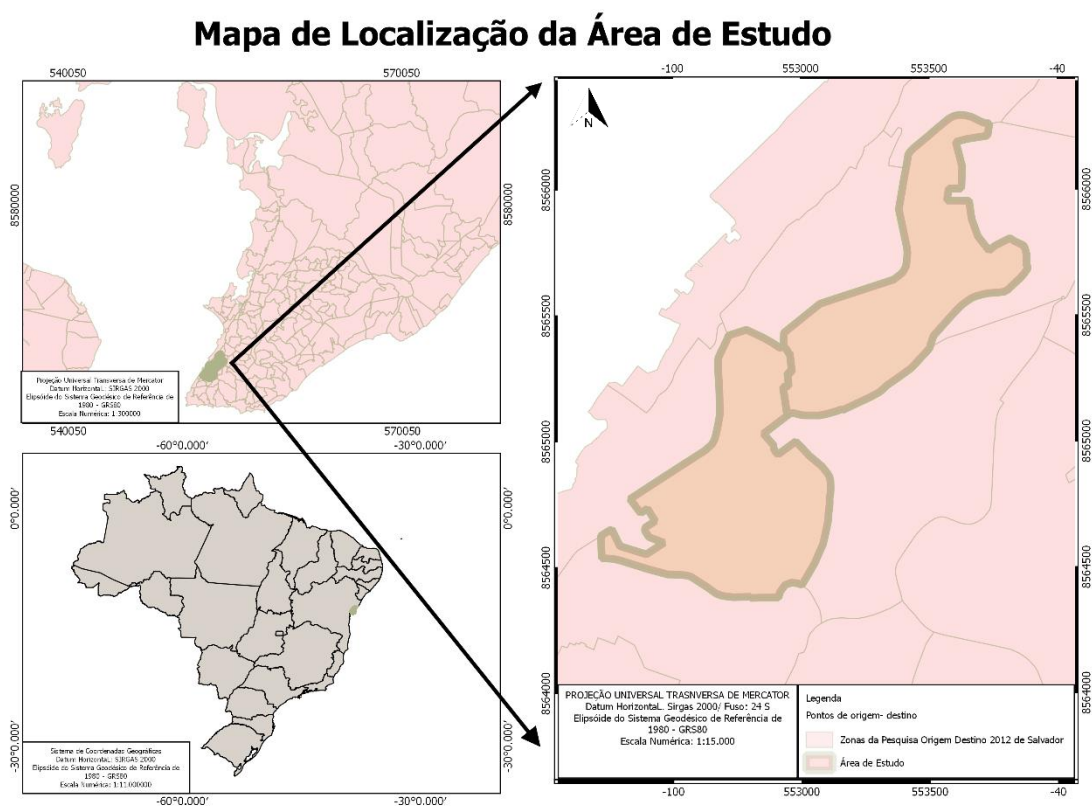 Mapa de Localização da Área de Estudo
540050
570050
8580000
8580000
Projeção Universal Transversa de Mercator
Datum HorizontaL: SIRGAS 2000
Elipsóide do Sistema Geodésico de Referência de
1980 - GRS80
Escala Numérica: 1:300000
540050
570050
-60°0.000'
-30°0.000'
0°0.000'
0°0.000'
-30°0.000'
-30°0.000'
Sistema de Coordenadas Geográficas
Datum HorizontaL: SIRGAS 2000
Elipsóide do Sistema Geodésico de Referência de
1980 - GRS80
Escala Numérica: 1:11.000000
-60°0.000'
-30°0.000'
-100
553000
553500
-40
N
8566000
8566000
8565500
8565500
8565000
8565000
8564500
8564500
8564000
8564000
PROJEÇÃO UNIVERSAL TRASNVERSA DE MERCATOR
Datum HorizontaL. Sirgas 2000/ Fuso: 24 S
Elipsóide do Sistema Geodésico de Referência de
1980 - GRS80
Escala Numérica: 1:15.000
Legenda
Pontos de origem- destino
Zonas da Pesquisa Origem Destino 2012 de Salvador
Área de Estudo
-100
553000
553500
-40